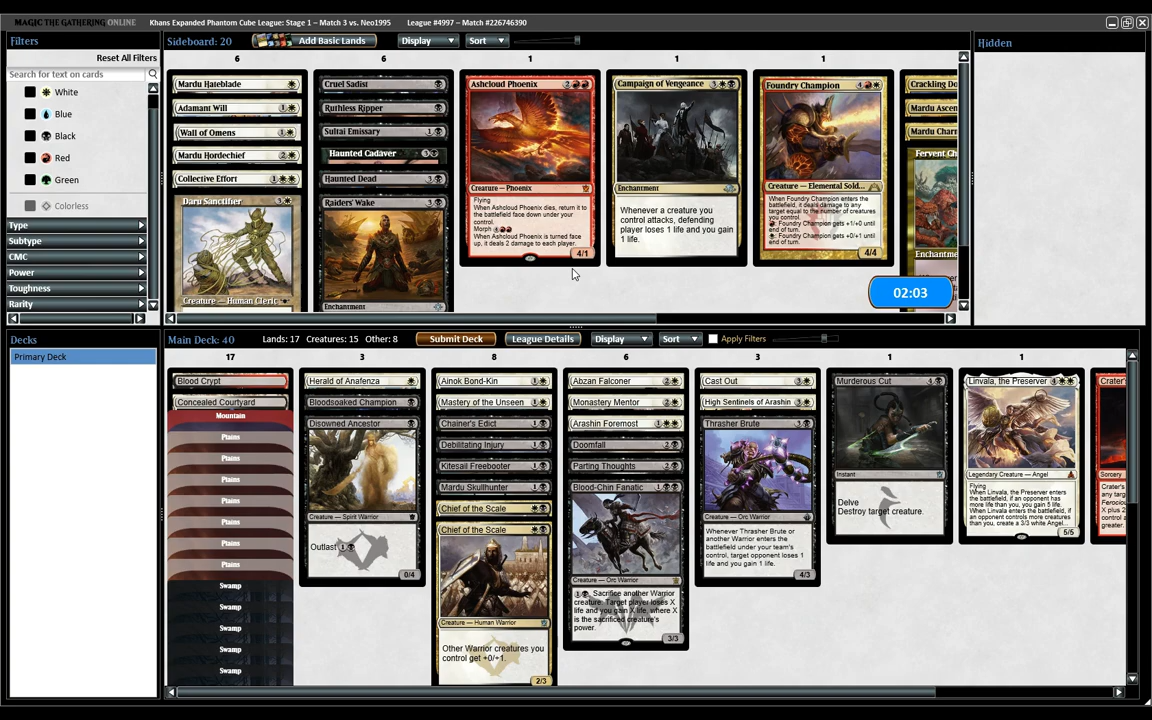 MAGIC THE GATHERING ONLINE
Khans Expanded Phantom Cube League: Stage 1 – Match 3 vs. Neo1995
League #4997 – Match #226746390
Filters
Reset All Filters
Search for text on cards
White
Blue
Black
Red
Green
Colorless
Type
Subtype
CMC
Power
Toughness
Rarity
Sideboard: 20
Add Basic Lands
Display
Sort
Hidden
6
6
1
1
1
Mardu Hateblade
Adamant Will
Wall of Omens
Mardu Hordechief
Collective Effort
Daru Sanctifier
Creature — Human Cleric
Cruel Sadist
Ruthless Ripper
Sultai Emissary
Haunted Cadaver
Haunted Dead
Raiders' Wake
Enchantment
Ashcloud Phoenix
Creature — Phoenix
Flying
When Ashcloud Phoenix dies, return it
to the battlefield face down under your
control.
Morph
When Ashcloud Phoenix is turned face
up, it deals 2 damage to each player.
4/1
Campaign of Vengeance
Enchantment
Whenever a creature you
control attacks, defending
player loses 1 life and you gain
1 life.
Foundry Champion
Creature — Elemental Sold...
When Foundry Champion enters the
battlefield, it deals damage to any
target equal to the number of creatures
you control.
: Foundry Champion gets +1/+0 until
end of turn.
: Foundry Champion gets +0/+1 until
end of turn.
4/4
Crackling Do
Mardu Ascen
Mardu Charm
Fervent Ch
Enchantme
02:03
Decks
Primary Deck
Main Deck: 40
Lands: 17
Creatures: 15
Other: 8
Submit Deck
League Details
Display
Sort
Apply Filters
17
3
8
6
3
1
1
Blood Crypt
Concealed Courtyard
Mountain
Plains
Plains
Plains
Plains
Plains
Plains
Plains
Swamp
Swamp
Swamp
Swamp
Swamp
Herald of Anafenza
Bloodsoaked Champion
Disowned Ancestor
Creature — Spirit Warrior
Outlast
0/4
Ainok Bond-Kin
Mastery of the Unseen
Chainer's Edict
Debilitating Injury
Kitesail Freebooter
Mardu Skullhunter
Chief of the Scale
Chief of the Scale
Creature — Human Warrior
Other Warrior creatures you
control get +0/+1.
2/3
Abzan Falconer
Monastery Mentor
Arashin Foremost
Doomfall
Parting Thoughts
Blood-Chin Fanatic
Creature — Orc Warrior
, Sacrifice another Warrior
creature: Target player loses X
life and you gain X life, where X
is the sacrificed creature's
power.
3/3
Cast Out
High Sentinels of Arashin
Thrasher Brute
Creature — Orc Warrior
Whenever Thrasher Brute or
another Warrior enters the
battlefield under your team's
control, target opponent loses 1
life and you gain 1 life.
4/3
Murderous Cut
Instant
Delve
Destroy target creature.
Linvala, the Preserver
Legendary Creature — Angel
Flying
When Linvala, the Preserver enters
the battlefield, if an opponent has
more life than you, you gain 5 life.
When Linvala enters the battlefield, if
an opponent controls more creatures
than you, create a 3/3 white Angel...
5/5
Crater's
Sorcery
Crater's
any targ
Ferocio
X plus 2
control a
greater.